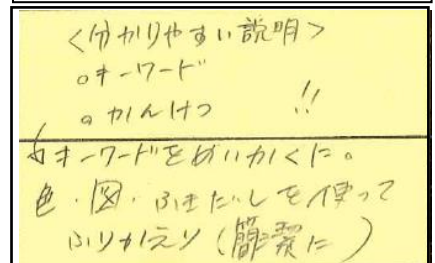 <分かりやすい説明>
○キーワード
○かんけつ !!
キーワードをめいかくに。
色・図・ふきだしを使って
ふりかえり(簡潔に)